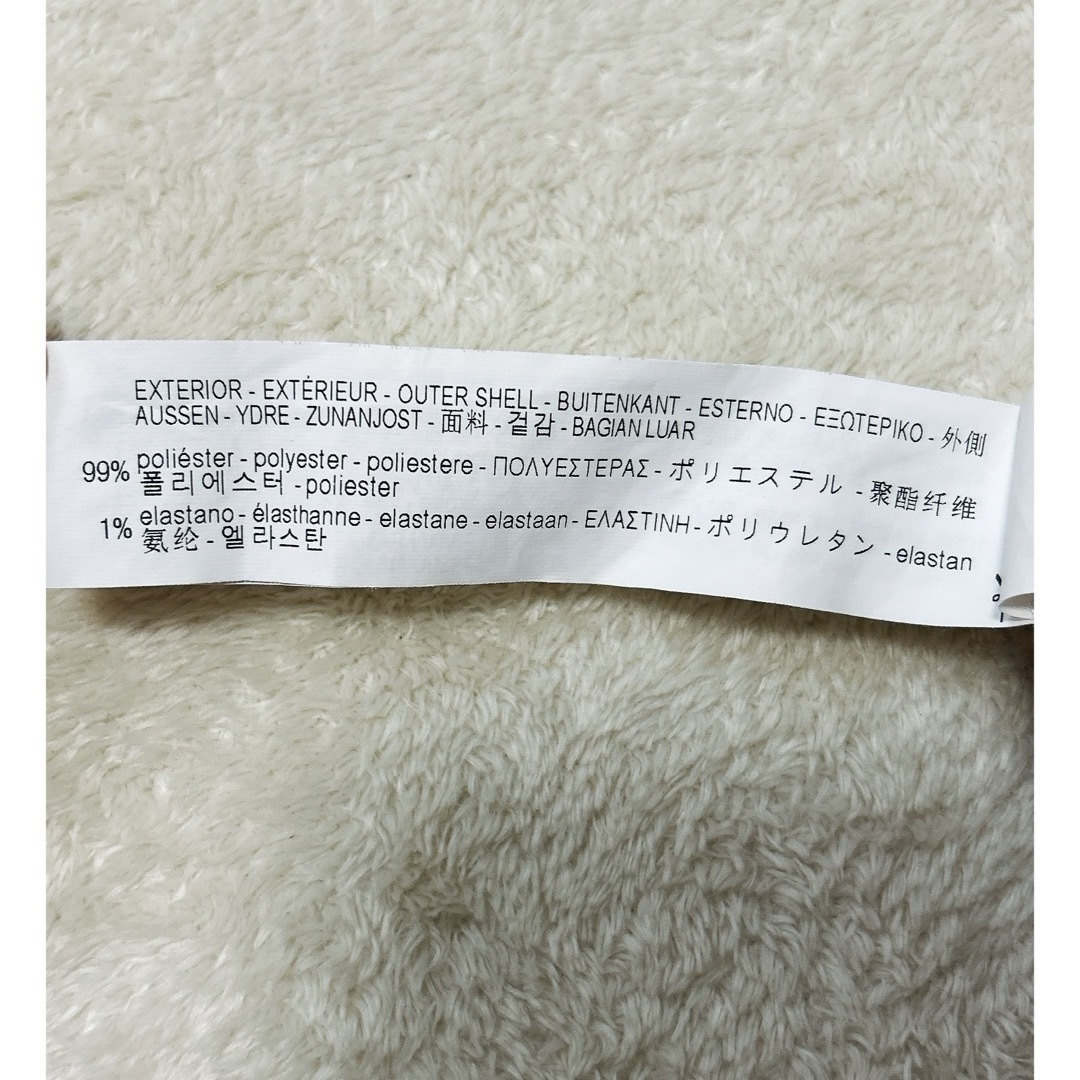 EXTERIOR - EXTÉRIEUR - OUTER SHELL - BUITENKANT - ESTERNO - ΕΞΩΤΕΡΙΚΟ - 外側
AUSSEN - YDRE - ZUNANJOST - 面料 - 겉감 - BAGIAN LUAR
99% poliéster - polyester - poliestere - ΠΟΛΥΕΣΤΕΡΑΣ - ポリエステル - 聚酯纤维
폴리에스터 -poliester
1% elastano - élasthanne - elastane - elastaan - ΕΛΑΣΤΙΝΗ - ポリウレタン - elastan
氨纶 - 엘라스탄